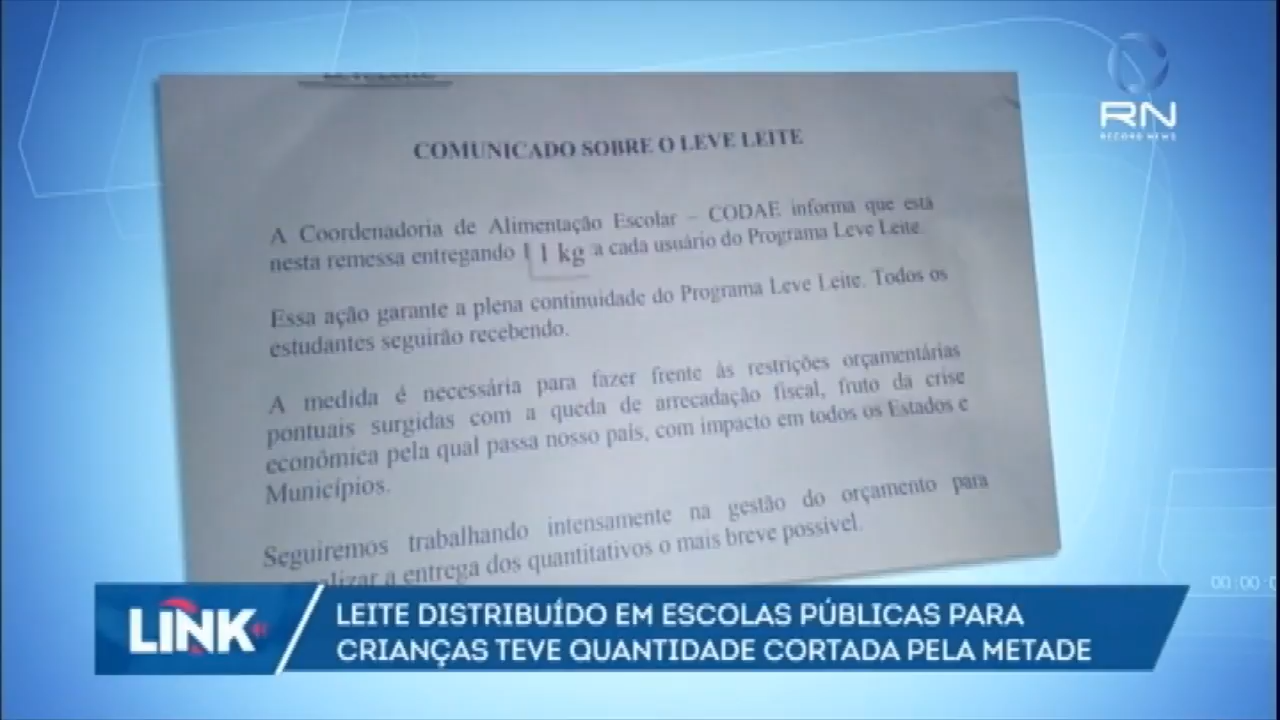 RN
RECORD NEWS
COMUNICADO SOBRE O LEVE LEITE
A Coordenadoria de Alimentação Escolar – CODAE informa que está
nesta remessa entregando 1 kg a cada usuário do Programa Leve Leite.
Essa ação garante a plena continuidade do Programa Leve Leite. Todos os
estudantes seguirão recebendo.
A medida é necessária para fazer frente às restrições orçamentárias
pontuais surgidas com a queda de arrecadação fiscal, fruto da crise
econômica pela qual passa nosso país, com impacto em todos os Estados e
Municípios.
Seguiremos trabalhando intensamente na gestão do orçamento para
a entrega dos quantitativos o mais breve possível.
00:00:0
LINK
LEITE DISTRIBUÍDO EM ESCOLAS PÚBLICAS PARA
CRIANÇAS TEVE QUANTIDADE CORTADA PELA METADE